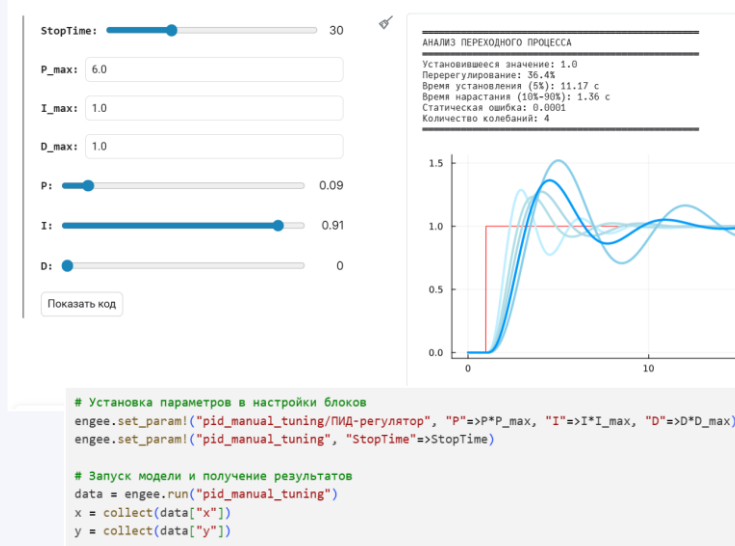 StopTime: 30
P_max: 6.0
I_max: 1.0
D_max: 1.0
P: 0.09
I: 0.91
D: 0
Показать код
АНАЛИЗ ПЕРЕХОДНОГО ПРОЦЕССА
Установившееся значение: 1.0
Перерегулирование: 36.4%
Время установления (5%): 11.17 с
Время нарастания (10%-90%): 1.36 с
Статическая ошибка: 0.0001
Количество колебаний: 4
1.5
1.0
0.5
0.0
0 10
# Установка параметров в настройки блоков
engee.set_param!("pid_manual_tuning/ПИД-регулятор", "P"=>P*P_max, "I"=>I*I_max, "D"=>D*D_max)
engee.set_param!("pid_manual_tuning", "StopTime"=>StopTime)
# Запуск модели и получение результатов
data = engee.run("pid_manual_tuning")
x = collect(data["x"])
y = collect(data["y"])